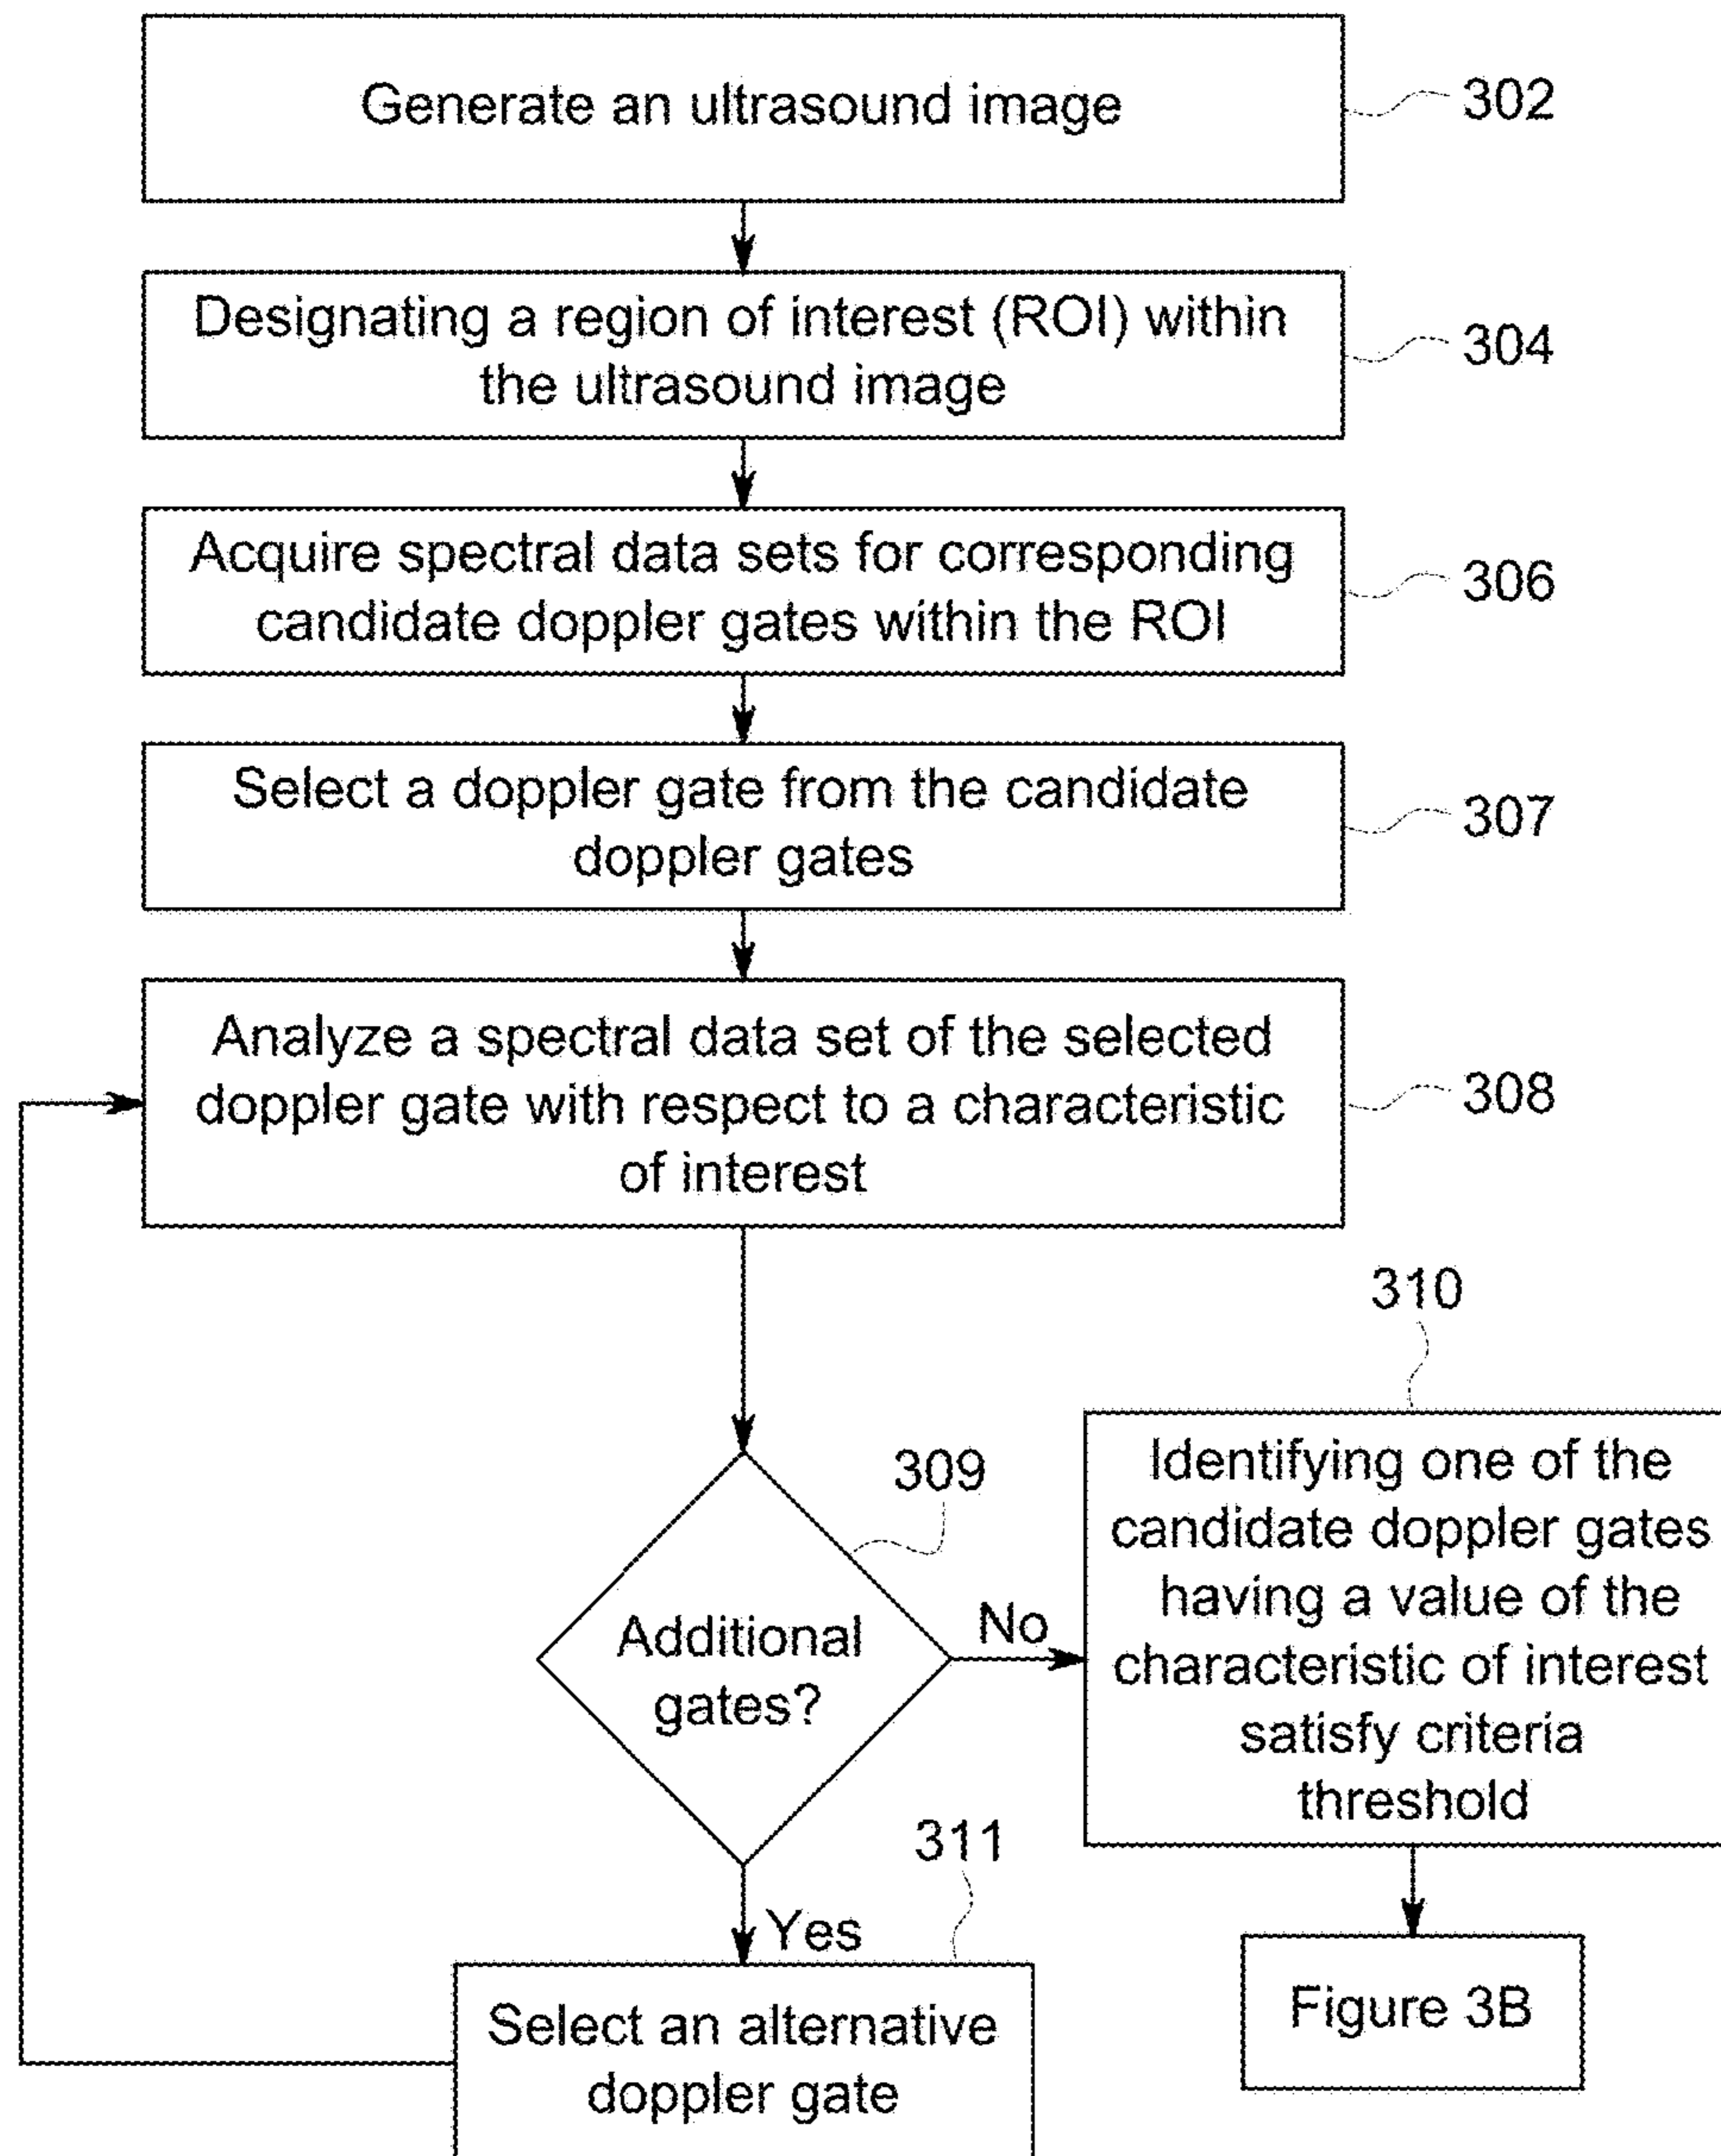 Generate an ultrasound image
302
Designating a region of interest (ROI) within
the ultrasound image
304
Acquire spectral data sets for corresponding
candidate doppler gates within the ROI
306
Select a doppler gate from the candidate
doppler gates
307
Analyze a spectral data set of the selected
doppler gate with respect to a characteristic
of interest
308
309
Additional
gates?
No
310
Identifying one of the
candidate doppler gates
having a value of the
characteristic of interest
satisfy criteria
threshold
Figure 3B
Yes
311
Select an alternative
doppler gate